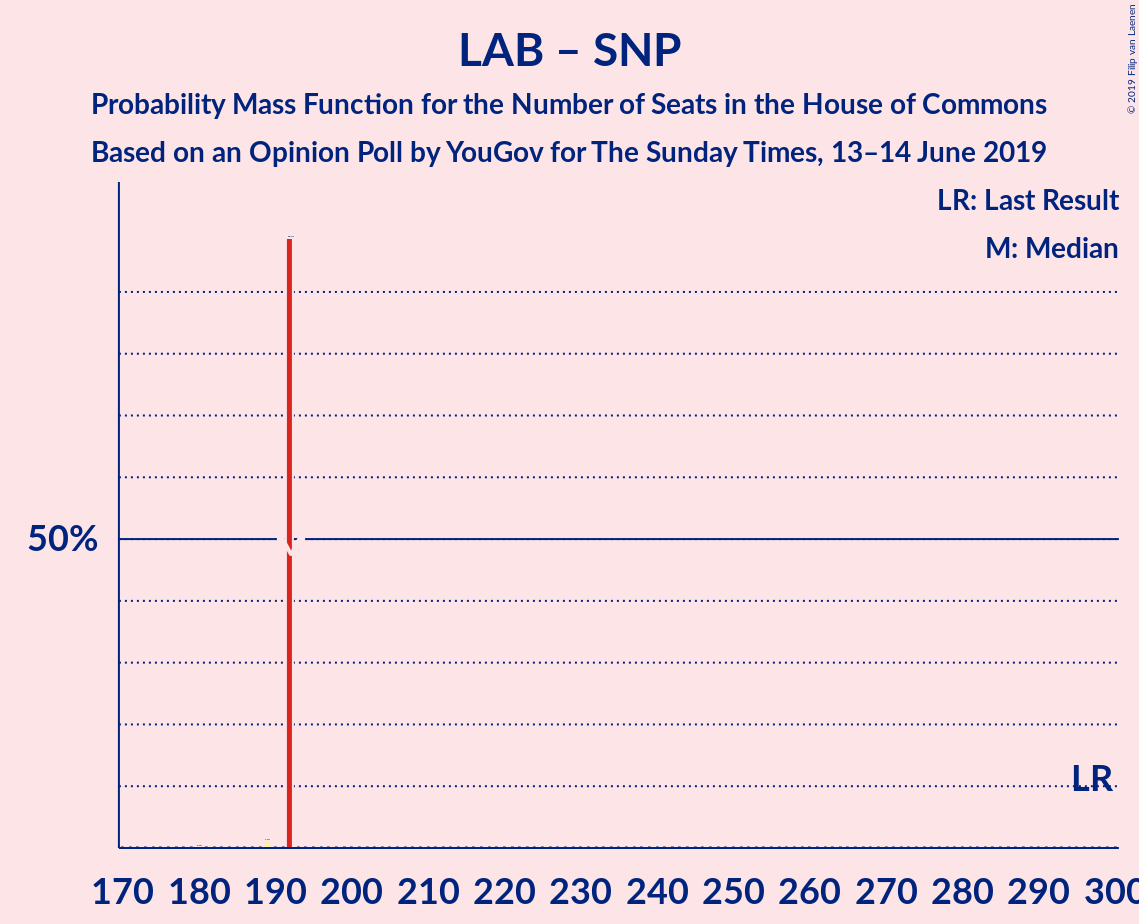 LAB – SNP
Probability Mass Function for the Number of Seats in the House of Commons
Based on an Opinion Poll by YouGov for The Sunday Times, 13–14 June 2019
© 2019 Filip van Laenen
LR: Last Result
M: Median
50%
LR
170 180 190 200 210 220 230 240 250 260 270 280 290 300